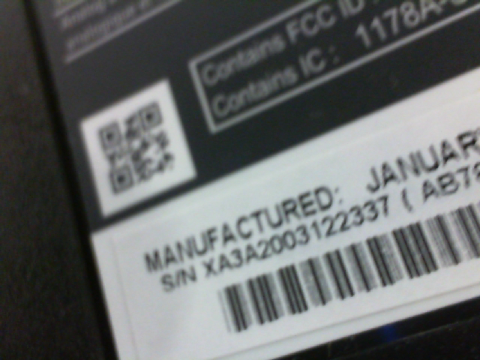 Contains FCC ID
Contains IC : 1178A-
MANUFACTURED: JANUAR
S/N XA3A2003122337 ( AB7